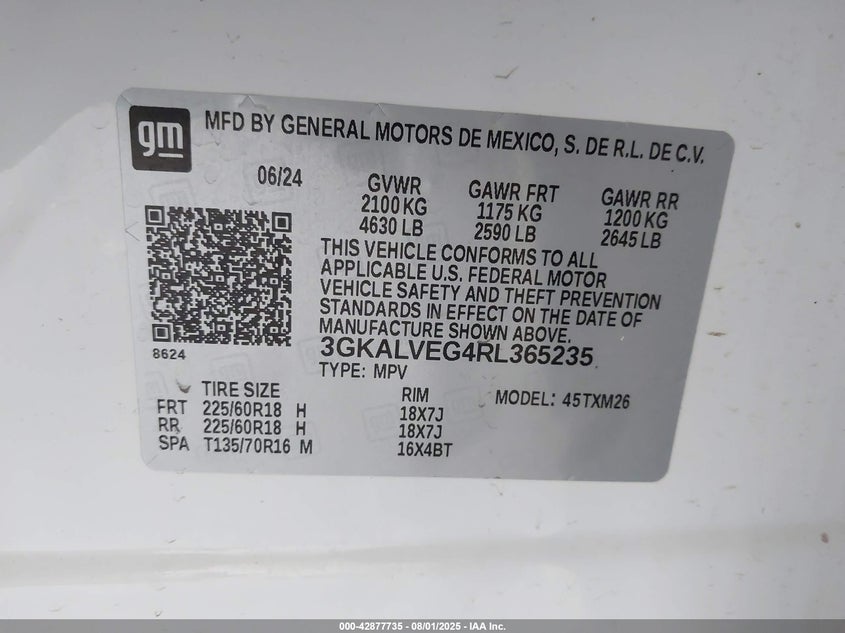 gm
MFD BY GENERAL MOTORS DE MEXICO, S. DE R.L. DE C.V.
06/24
GVWR GAWR FRT GAWR RR
2100 KG 1175 KG 1200 KG
4630 LB 2590 LB 2645 LB
THIS VEHICLE CONFORMS TO ALL
APPLICABLE U.S. FEDERAL MOTOR
VEHICLE SAFETY AND THEFT PREVENTION
STANDARDS IN EFFECT ON THE DATE OF
MANUFACTURE SHOWN ABOVE.
8624
3GKALVEG4RL365235
TYPE: MPV
TIRE SIZE RIM MODEL: 45TXM26
FRT 225/60R18 H 18X7J
RR 225/60R18 H 18X7J
SPA T135/70R16 M 16X4BT
000-42877735 - 08/01/2025 - IAA Inc.